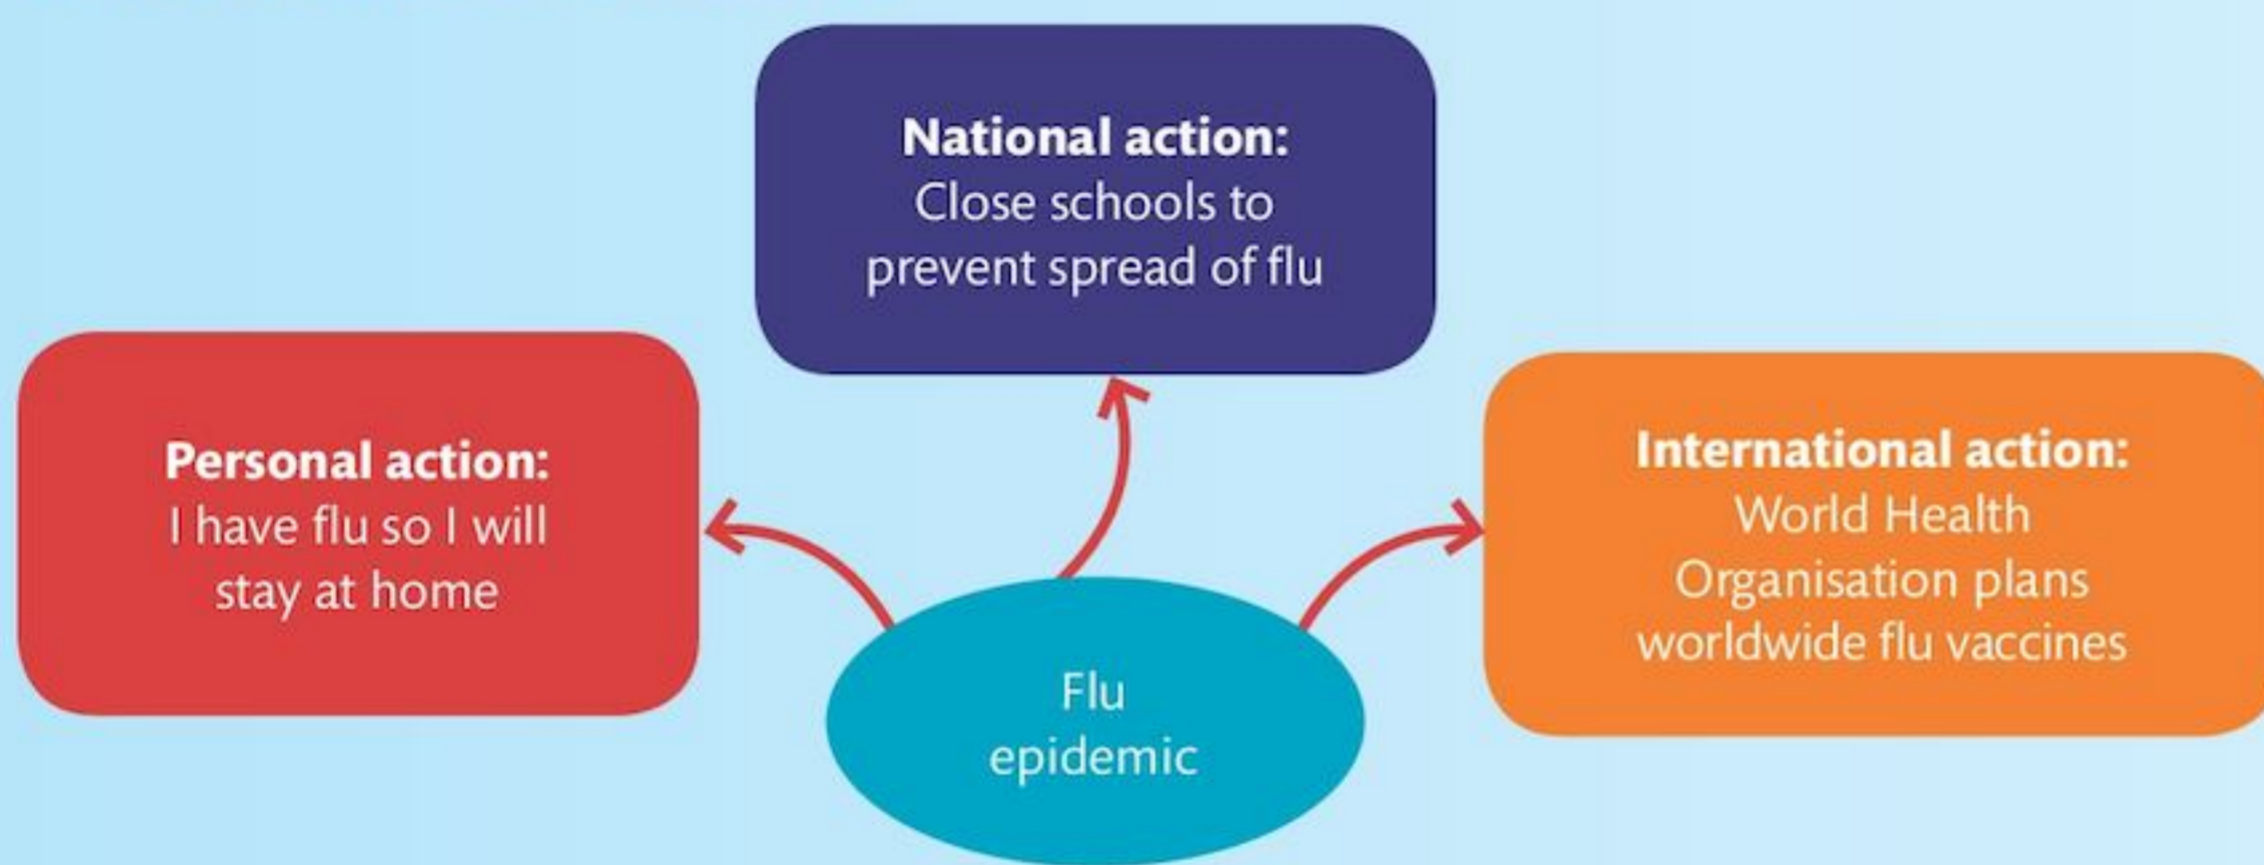 National action:
Close schools to
prevent spread of flu
Personal action:
I have flu so I will
stay at home
International action:
World Health
Organisation plans
worldwide flu vaccines
Flu
epidemic